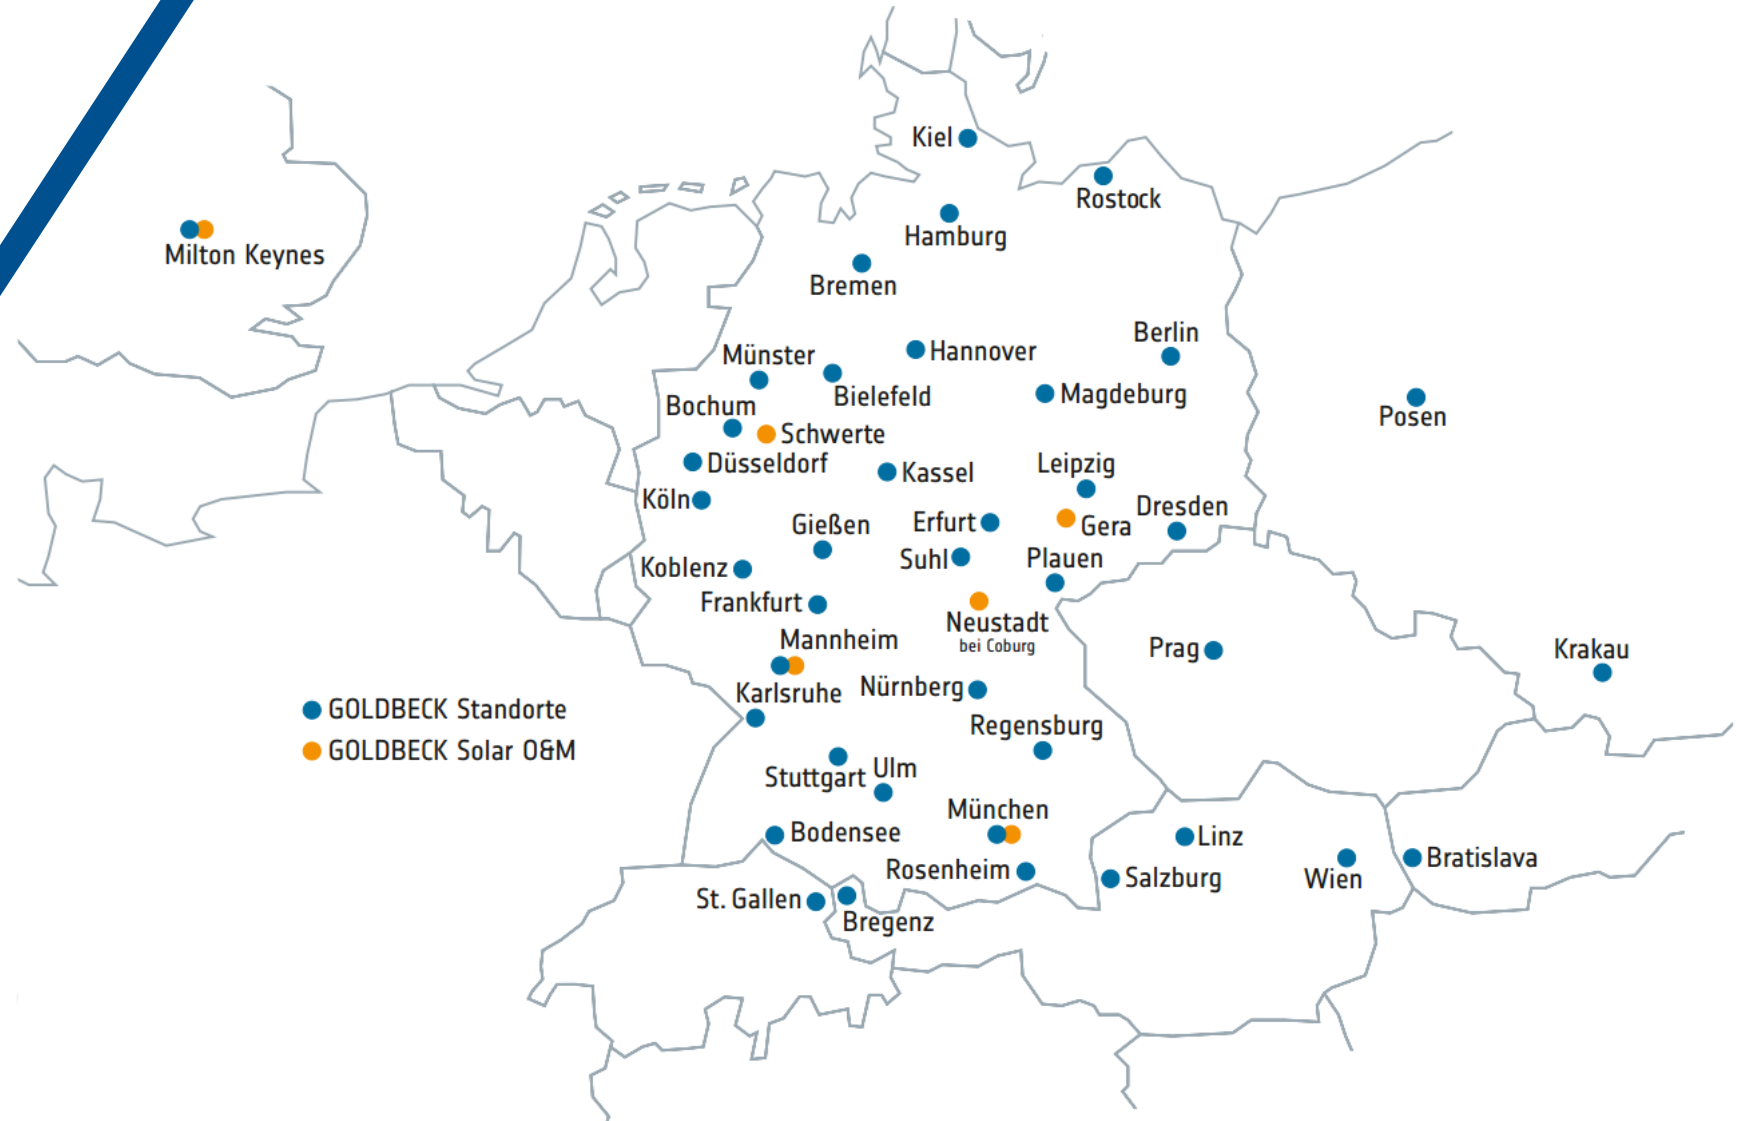 Kiel
Rostock
Hamburg
Milton Keynes
Bremen
Berlin
Münster
Hannover
Bielefeld
Magdeburg
Bochum
Posen
Schwerte
Düsseldorf
Kassel
Leipzig
Köln
Dresden
Gießen
Erfurt
Gera
Suhl
Plauen
Koblenz
Frankfurt
Neustadt
bei Coburg
Mannheim
Prag
Krakau
Karlsruhe
Nürnberg
GOLDBECK Standorte
Regensburg
GOLDBECK Solar O&M
Stuttgart
Ulm
München
Bodensee
Linz
Rosenheim
Salzburg
Wien
Bratislava
St. Gallen
Bregenz